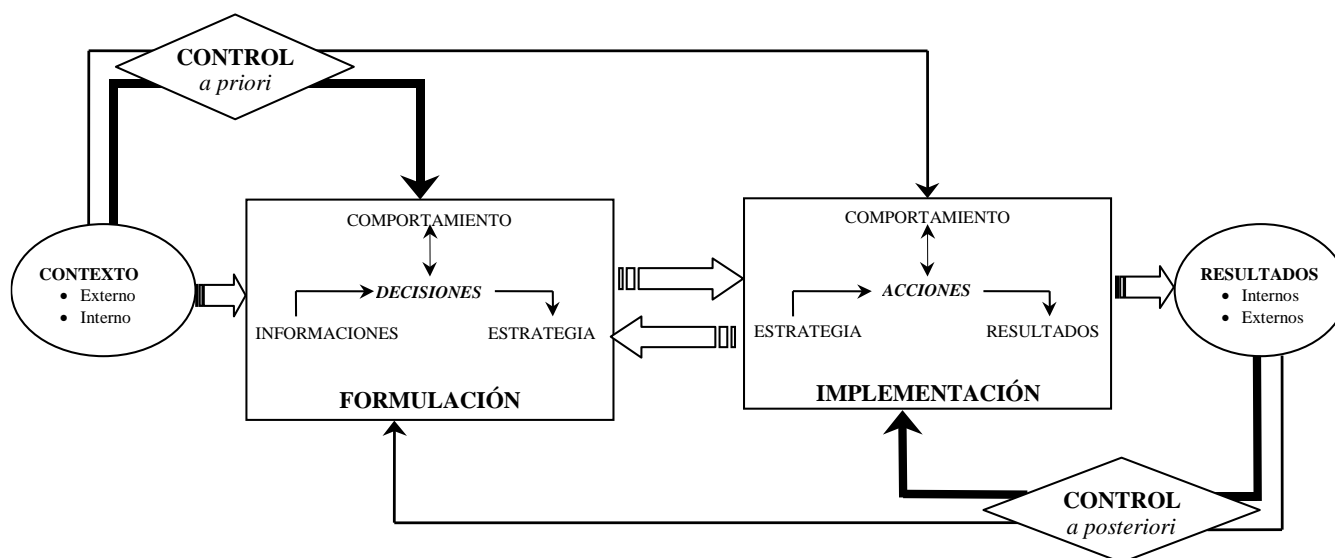 CONTROL
a priori
CONTEXTO
• Externo
• Interno
COMPORTAMIENTO
DECISIONES
INFORMACIONES
ESTRATEGIA
FORMULACIÓN
COMPORTAMIENTO
ACCIONES
ESTRATEGIA
RESULTADOS
IMPLEMENTACIÓN
RESULTADOS
• Internos
• Externos
CONTROL
a posteriori